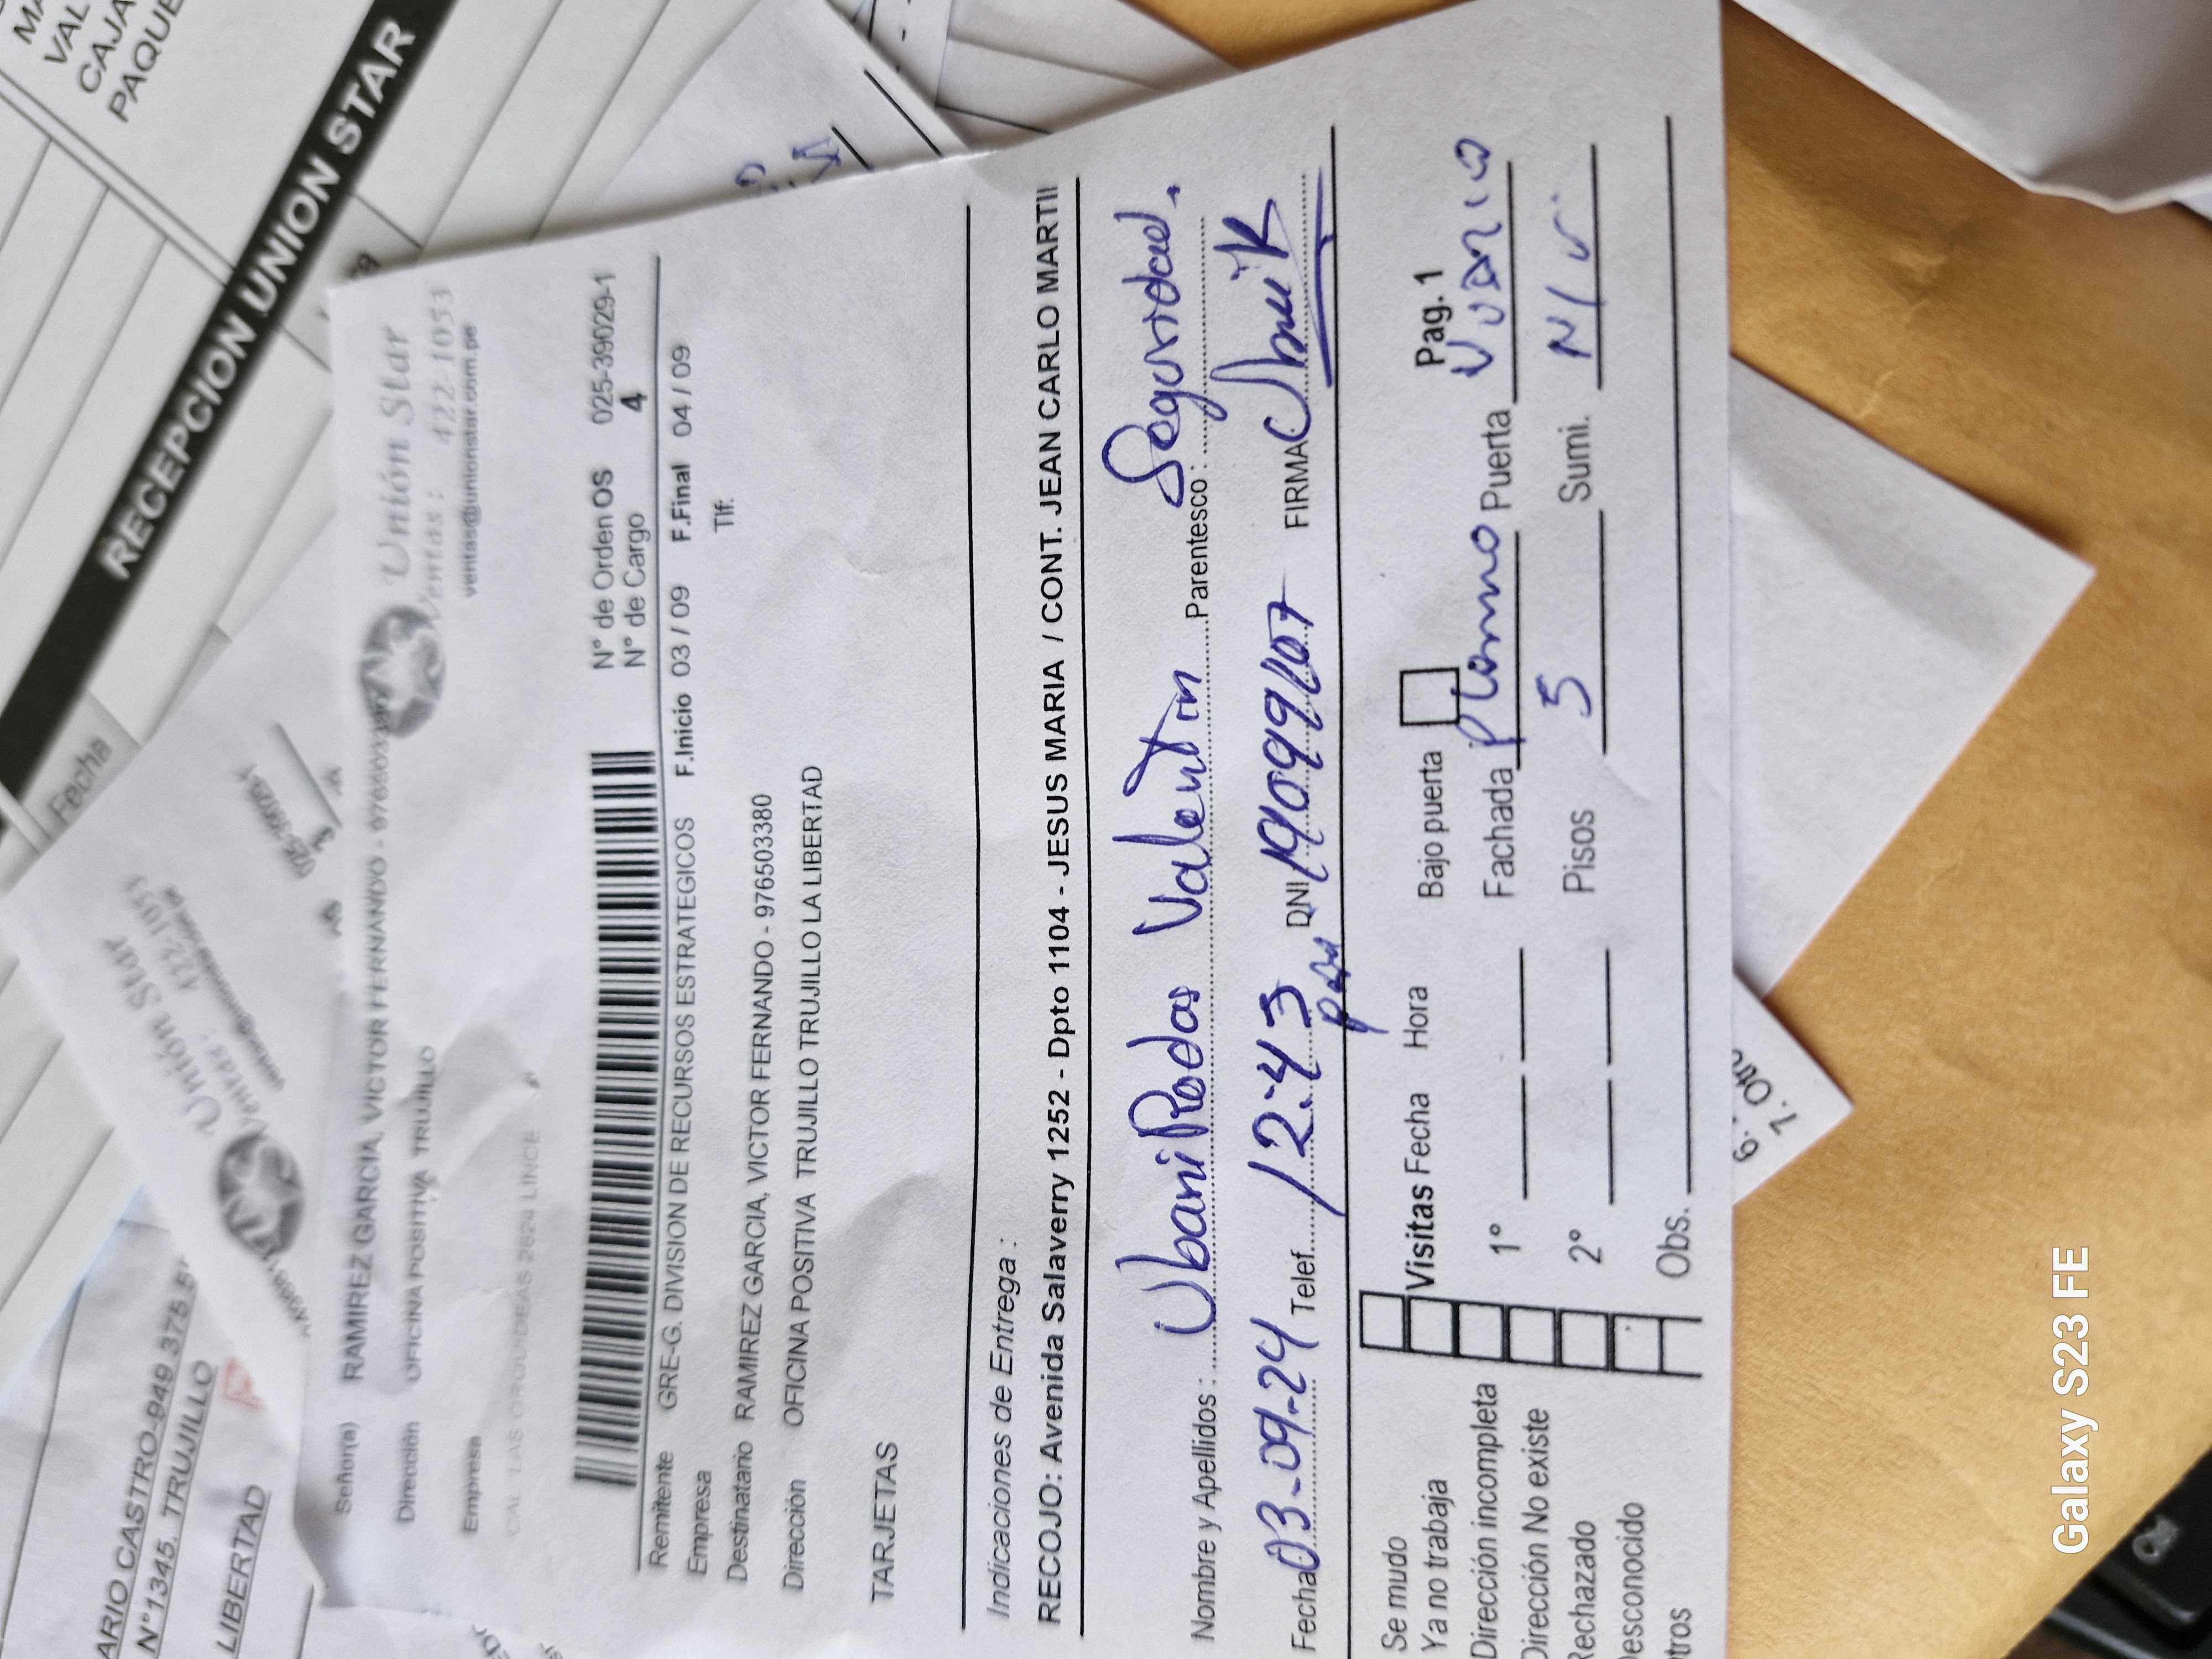 RECEPCION UNION STAR
Fecha
Unión Star
Ventas : 422-1053
ventas@unionstar.com.pe
Señor(a) RAMIREZ GARCIA, VICTOR FERNANDO - 976503380
Dirección OFICINA POSITIVA TRUJILLO
Empresa
N° de Orden OS 025-39029-1
N° de Cargo 4
Remitente GRE-G. DIVISION DE RECURSOS ESTRATEGICOS F.Inicio 03 / 09 F.Final 04 / 09
Empresa Tlf.
Destinatario RAMIREZ GARCIA, VICTOR FERNANDO - 976503380
Dirección OFICINA POSITIVA TRUJILLO TRUJILLO LA LIBERTAD
TARJETAS
Indicaciones de Entrega :
RECOJO: Avenida Salaverry 1252 - Dpto 1104 - JESUS MARIA / CONT. JEAN CARLO MARTII
Nombre y Apellidos : Valentin Parentesco: Seguridad.
Fecha 03-09-24 Telef. 12:43 DNI FIRMA
Se mudo Bajo puerta Pag. 1
Ya no trabaja Visitas Fecha Hora
Dirección incompleta 1° Fachada Puerta
Dirección No existe
Rechazado 2° Pisos 5 Sumi.
Desconocido
Obs.
ARIO CASTRO-949 375 5
N°1345. TRUJILLO
LIBERTAD
Galaxy S23 FE